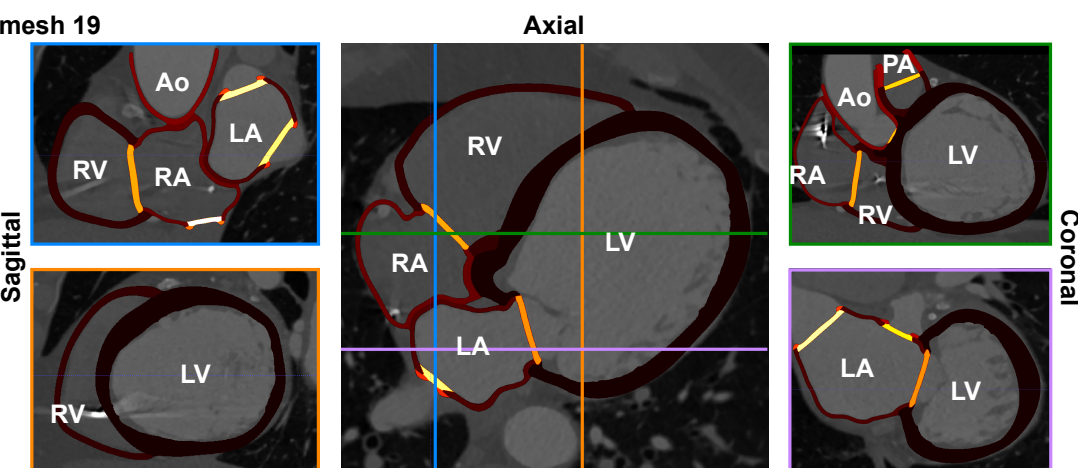 mesh 19
Axial
Sagittal
Coronal
Ao
LA
RV
RA
LV
RV
RV
RA
LV
LA
PA
Ao
LV
RA
RV
LA
LV